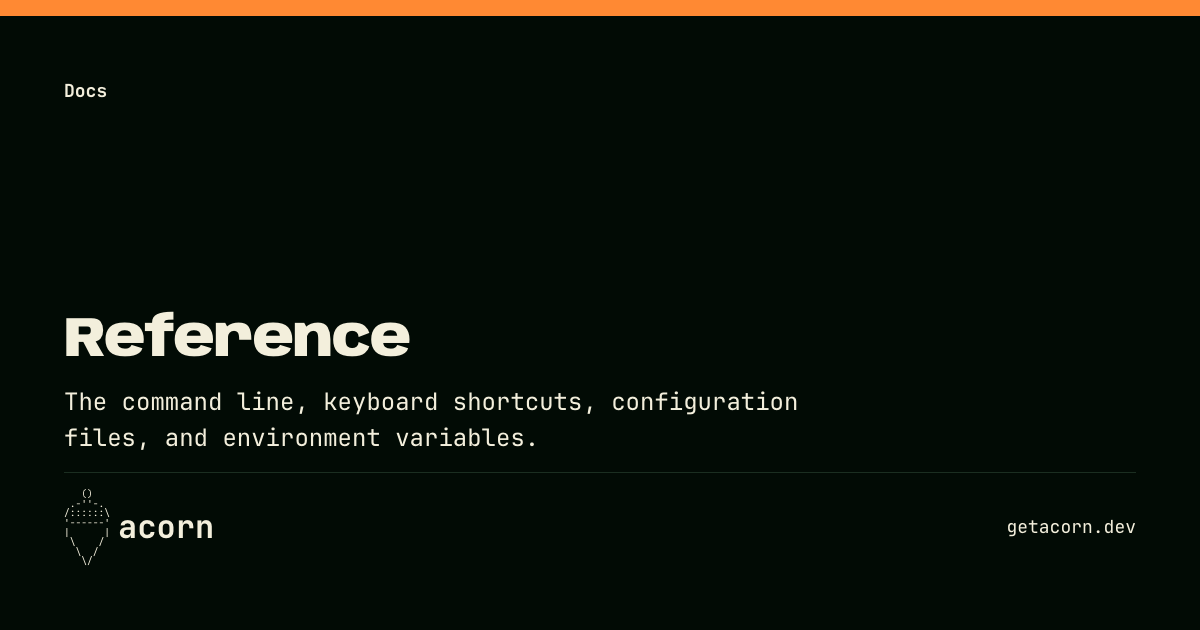 Docs
Reference
The command line, keyboard shortcuts, configuration
files, and environment variables.
acorn
getacorn.dev